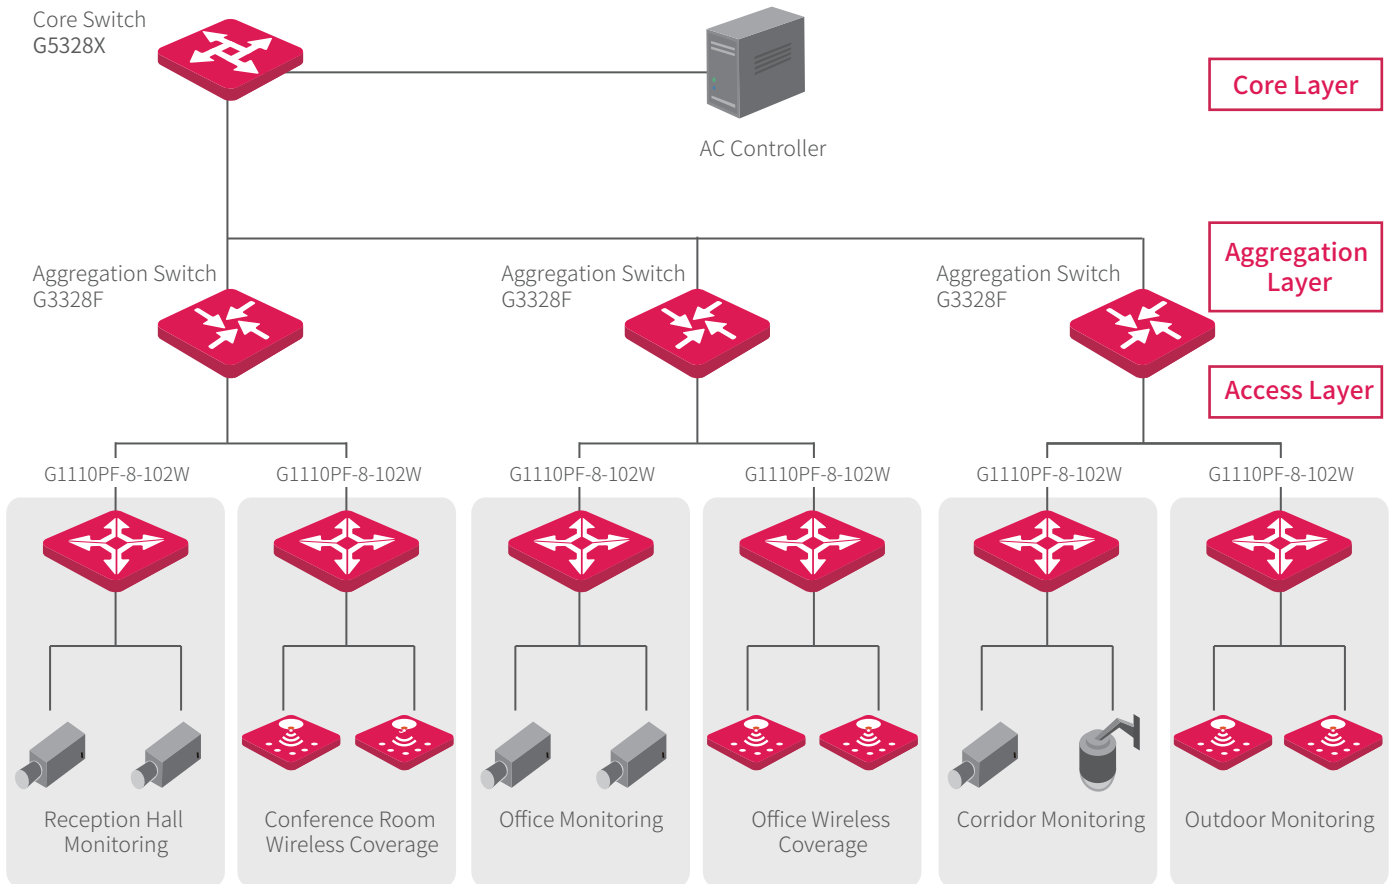 Core Switch
G5328X
Core Layer
AC Controller
Aggregation Switch
G3328F
Aggregation Switch
G3328F
Aggregation Switch
G3328F
Aggregation
Layer
Access Layer
G1110PF-8-102W
G1110PF-8-102W
G1110PF-8-102W
G1110PF-8-102W
G1110PF-8-102W
G1110PF-8-102W
Reception Hall
Monitoring
Conference Room
Wireless Coverage
Office Monitoring
Office Wireless
Coverage
Corridor Monitoring
Outdoor Monitoring